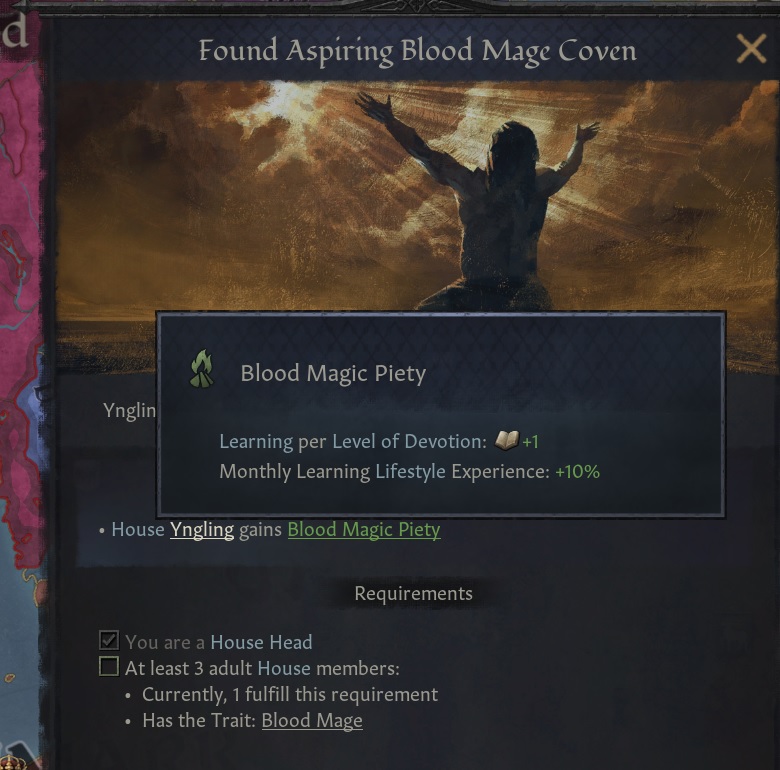 d
Found Aspiring Blood Mage Coven
Blood Magic Piety
Ynglin
Learning per Level of Devotion: +1
Monthly Learning Lifestyle Experience: +10%
• House Yngling gains Blood Magic Piety
Requirements
You are a House Head
At least 3 adult House members:
• Currently, 1 fulfill this requirement
• Has the Trait: Blood Mage